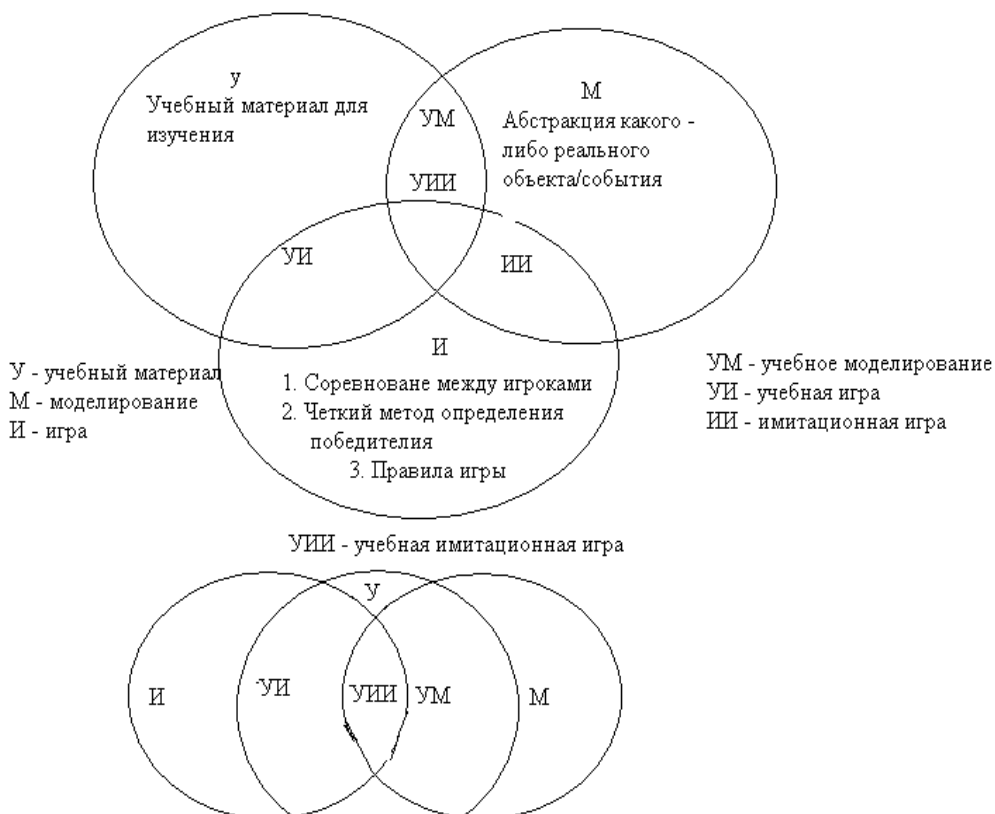 у
Учебный материал для
изучения
М
Абстракция какого -
либо реального
объекта/события
УМ
УИИ
УИ
ИИ
И
1. Соревноване между игроками
2. Четкий метод определения
победителия
3. Правила игры
У - учебный материал
М - моделирование
И - игра
УМ - учебное моделирование
УИ - учебная игра
ИИ - имитационная игра
УИИ - учебная имитационная игра
У
И
УИ
УИИ
УМ
М